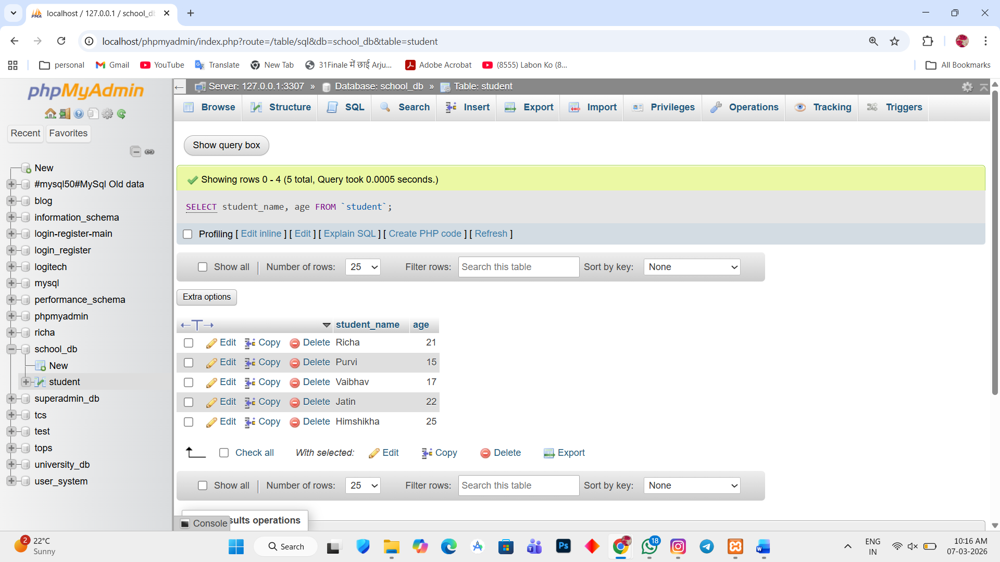 localhost / 127.0.0.1 / school_db
localhost/phpmyadmin/index.php?route=/table/sql&db=school_db&table=student
personal
Gmail
YouTube
Translate
New Tab
31Finale में छाई Arju...
Adobe Acrobat
(8555) Labon Ko (8...
All Bookmarks
phpMyAdmin
Server: 127.0.0.1:3307 » Database: school_db » Table: student
Browse
Structure
SQL
Search
Insert
Export
Import
Privileges
Operations
Tracking
Triggers
Recent
Favorites
New
#mysql50#MySql Old data
blog
information_schema
login-register-main
login_register
logitech
mysql
performance_schema
phpmyadmin
richa
school_db
New
student
superadmin_db
tcs
test
tops
university_db
user_system
Show query box
Showing rows 0 - 4 (5 total, Query took 0.0005 seconds.)
SELECT student_name, age FROM `student`;
Profiling [ Edit inline ] [ Edit ] [ Explain SQL ] [ Create PHP code ] [ Refresh ]
Show all | Number of rows: 25 Filter rows: Search this table Sort by key: None
Extra options
student_name age
Edit Copy Delete Richa 21
Edit Copy Delete Purvi 15
Edit Copy Delete Vaibhav 17
Edit Copy Delete Jatin 22
Edit Copy Delete Himshikha 25
Check all With selected: Edit Copy Delete Export
Show all | Number of rows: 25 Filter rows: Search this table Sort by key: None
Console
sults operations
2
22°C
Sunny
Search
Ps
18
ENG
IN
10:16 AM
07-03-2026